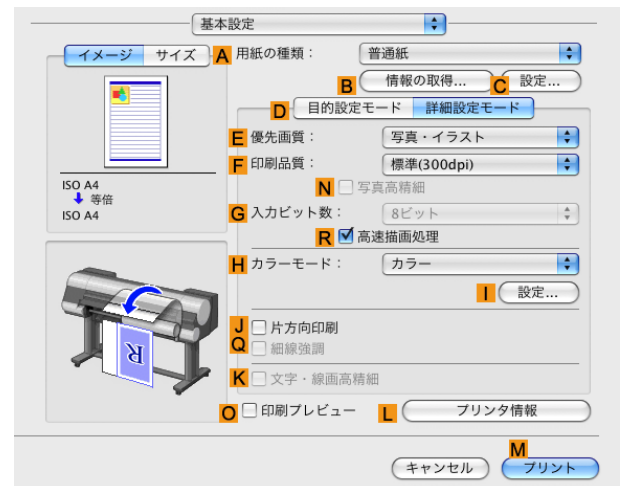 基本設定
イメージ サイズ
A 用紙の種類： 普通紙
B 情報の取得... C 設定...
D 目的設定モード 詳細設定モード
E 優先画質： 写真・イラスト
F 印刷品質： 標準(300dpi)
N 写真高精細
ISO A4
等倍
ISO A4
G 入力ビット数： 8ビット
R 高速描画処理
H カラーモード： カラー
I 設定...
J 片方向印刷
Q 細線強調
K 文字・線画高精細
R
O 印刷プレビュー L プリンタ情報
M
キャンセル プリント